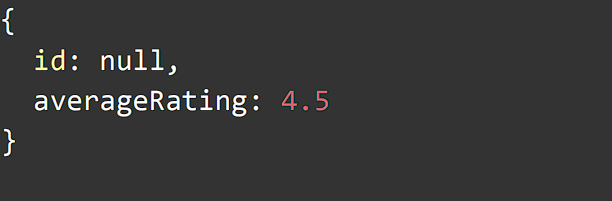 {
  id: null,
  averageRating: 4.5
}